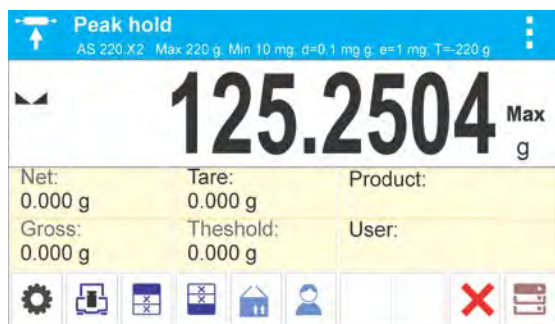 Peak hold
AS 220.X2 Max 220 g: Min 10 mg: d=0.1 mg g: e=1 mg: T=-220 g
125.2504 Max
g
Net: Tare: Product:
0.000 g 0.000 g
Gross: Theshold: User:
0.000 g 0.000 g